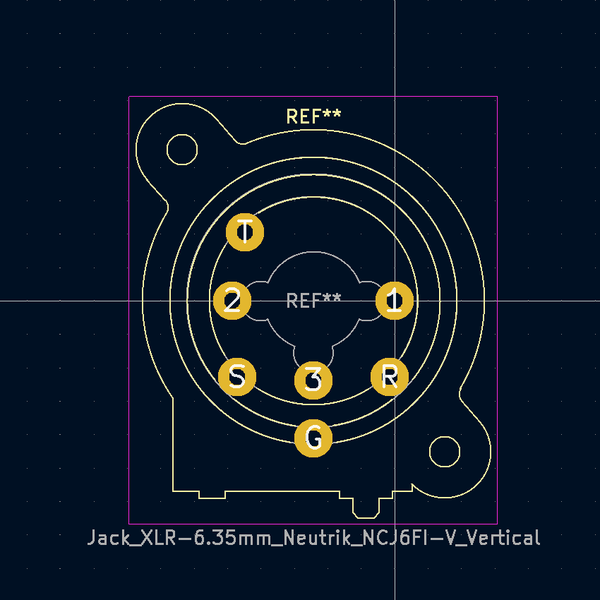 REF**
T
2 REF** 1
S 3 R
G
Jack_XLR-6.35mm_Neutrik_NCJ6FI-V_Vertical